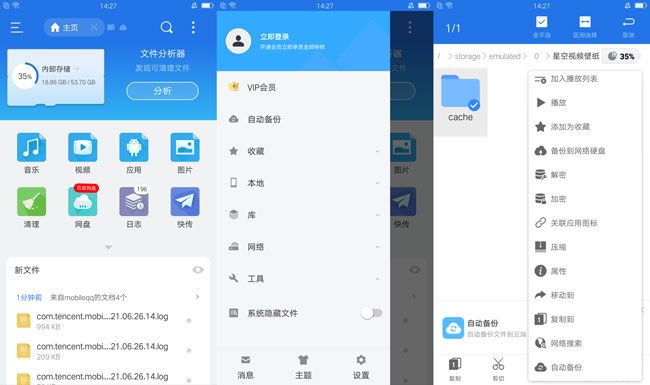 14:27
主页
35%
内部存储
18.86 GB / 53.70 GB
文件分析器
发现可清理文件
分析
音乐
视频
应用
图片
清理
百度网盘
网盘
196
日志
快传
新文件
1分钟前
来自mobileqq的文档4个
com.tencent.mobi....21.06.26.14.log
994 KB
com.tencent.mobi....21.06.26.14.log
209 KB
com.tencent.mobi....21.06.26.14.log
14:27
立即登录
开通会员立即享受金部特权
VIP会员
自动备份
收藏
本地
库
网络
工具
系统隐藏文件
消息
主题
设置
14:27
1/1
全不选
区间选择
取消
/
storage
emulated
0
星空视频壁纸
35%
cache
加入播放列表
播放
添加为收藏
备份到网络硬盘
解密
加密
关联应用图标
压缩
属性
移动到
复制到
网络搜索
自动备份
自动备份
自动备份文件到云端
复制
剪切